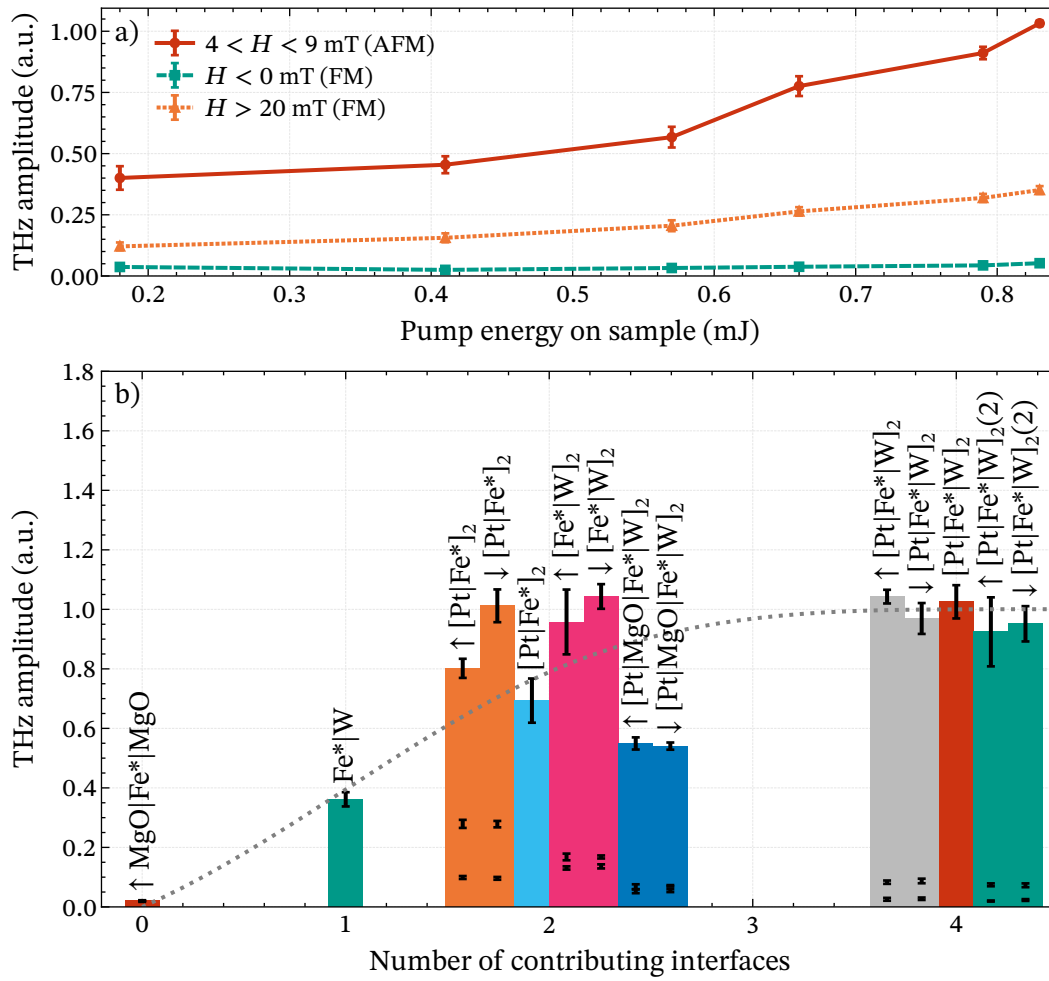 a)
4 < H < 9 mT (AFM)
H < 0 mT (FM)
H > 20 mT (FM)
THz amplitude (a.u.)
1.00
0.75
0.50
0.25
0.00
0.2 0.3 0.4 0.5 0.6 0.7 0.8
Pump energy on sample (mJ)
b)
THz amplitude (a.u.)
1.8
1.6
1.4
1.2
1.0
0.8
0.6
0.4
0.2
0.0
↑ MgO|Fe*|MgO
Fe*|W
↑ [Pt|Fe*]₂
↓ [Pt|Fe*]₂
[Pt|Fe*]₂
↑ [Fe*|W]₂
↓ [Fe*|W]₂
↑ [Pt|MgO|Fe*|W]₂
↓ [Pt|MgO|Fe*|W]₂
↑ [Pt|Fe*|W]₂
↓ [Pt|Fe*|W]₂
[Pt|Fe*|W]₂
↑ [Pt|Fe*|W]₂(2)
↓ [Pt|Fe*|W]₂(2)
0 1 2 3 4
Number of contributing interfaces